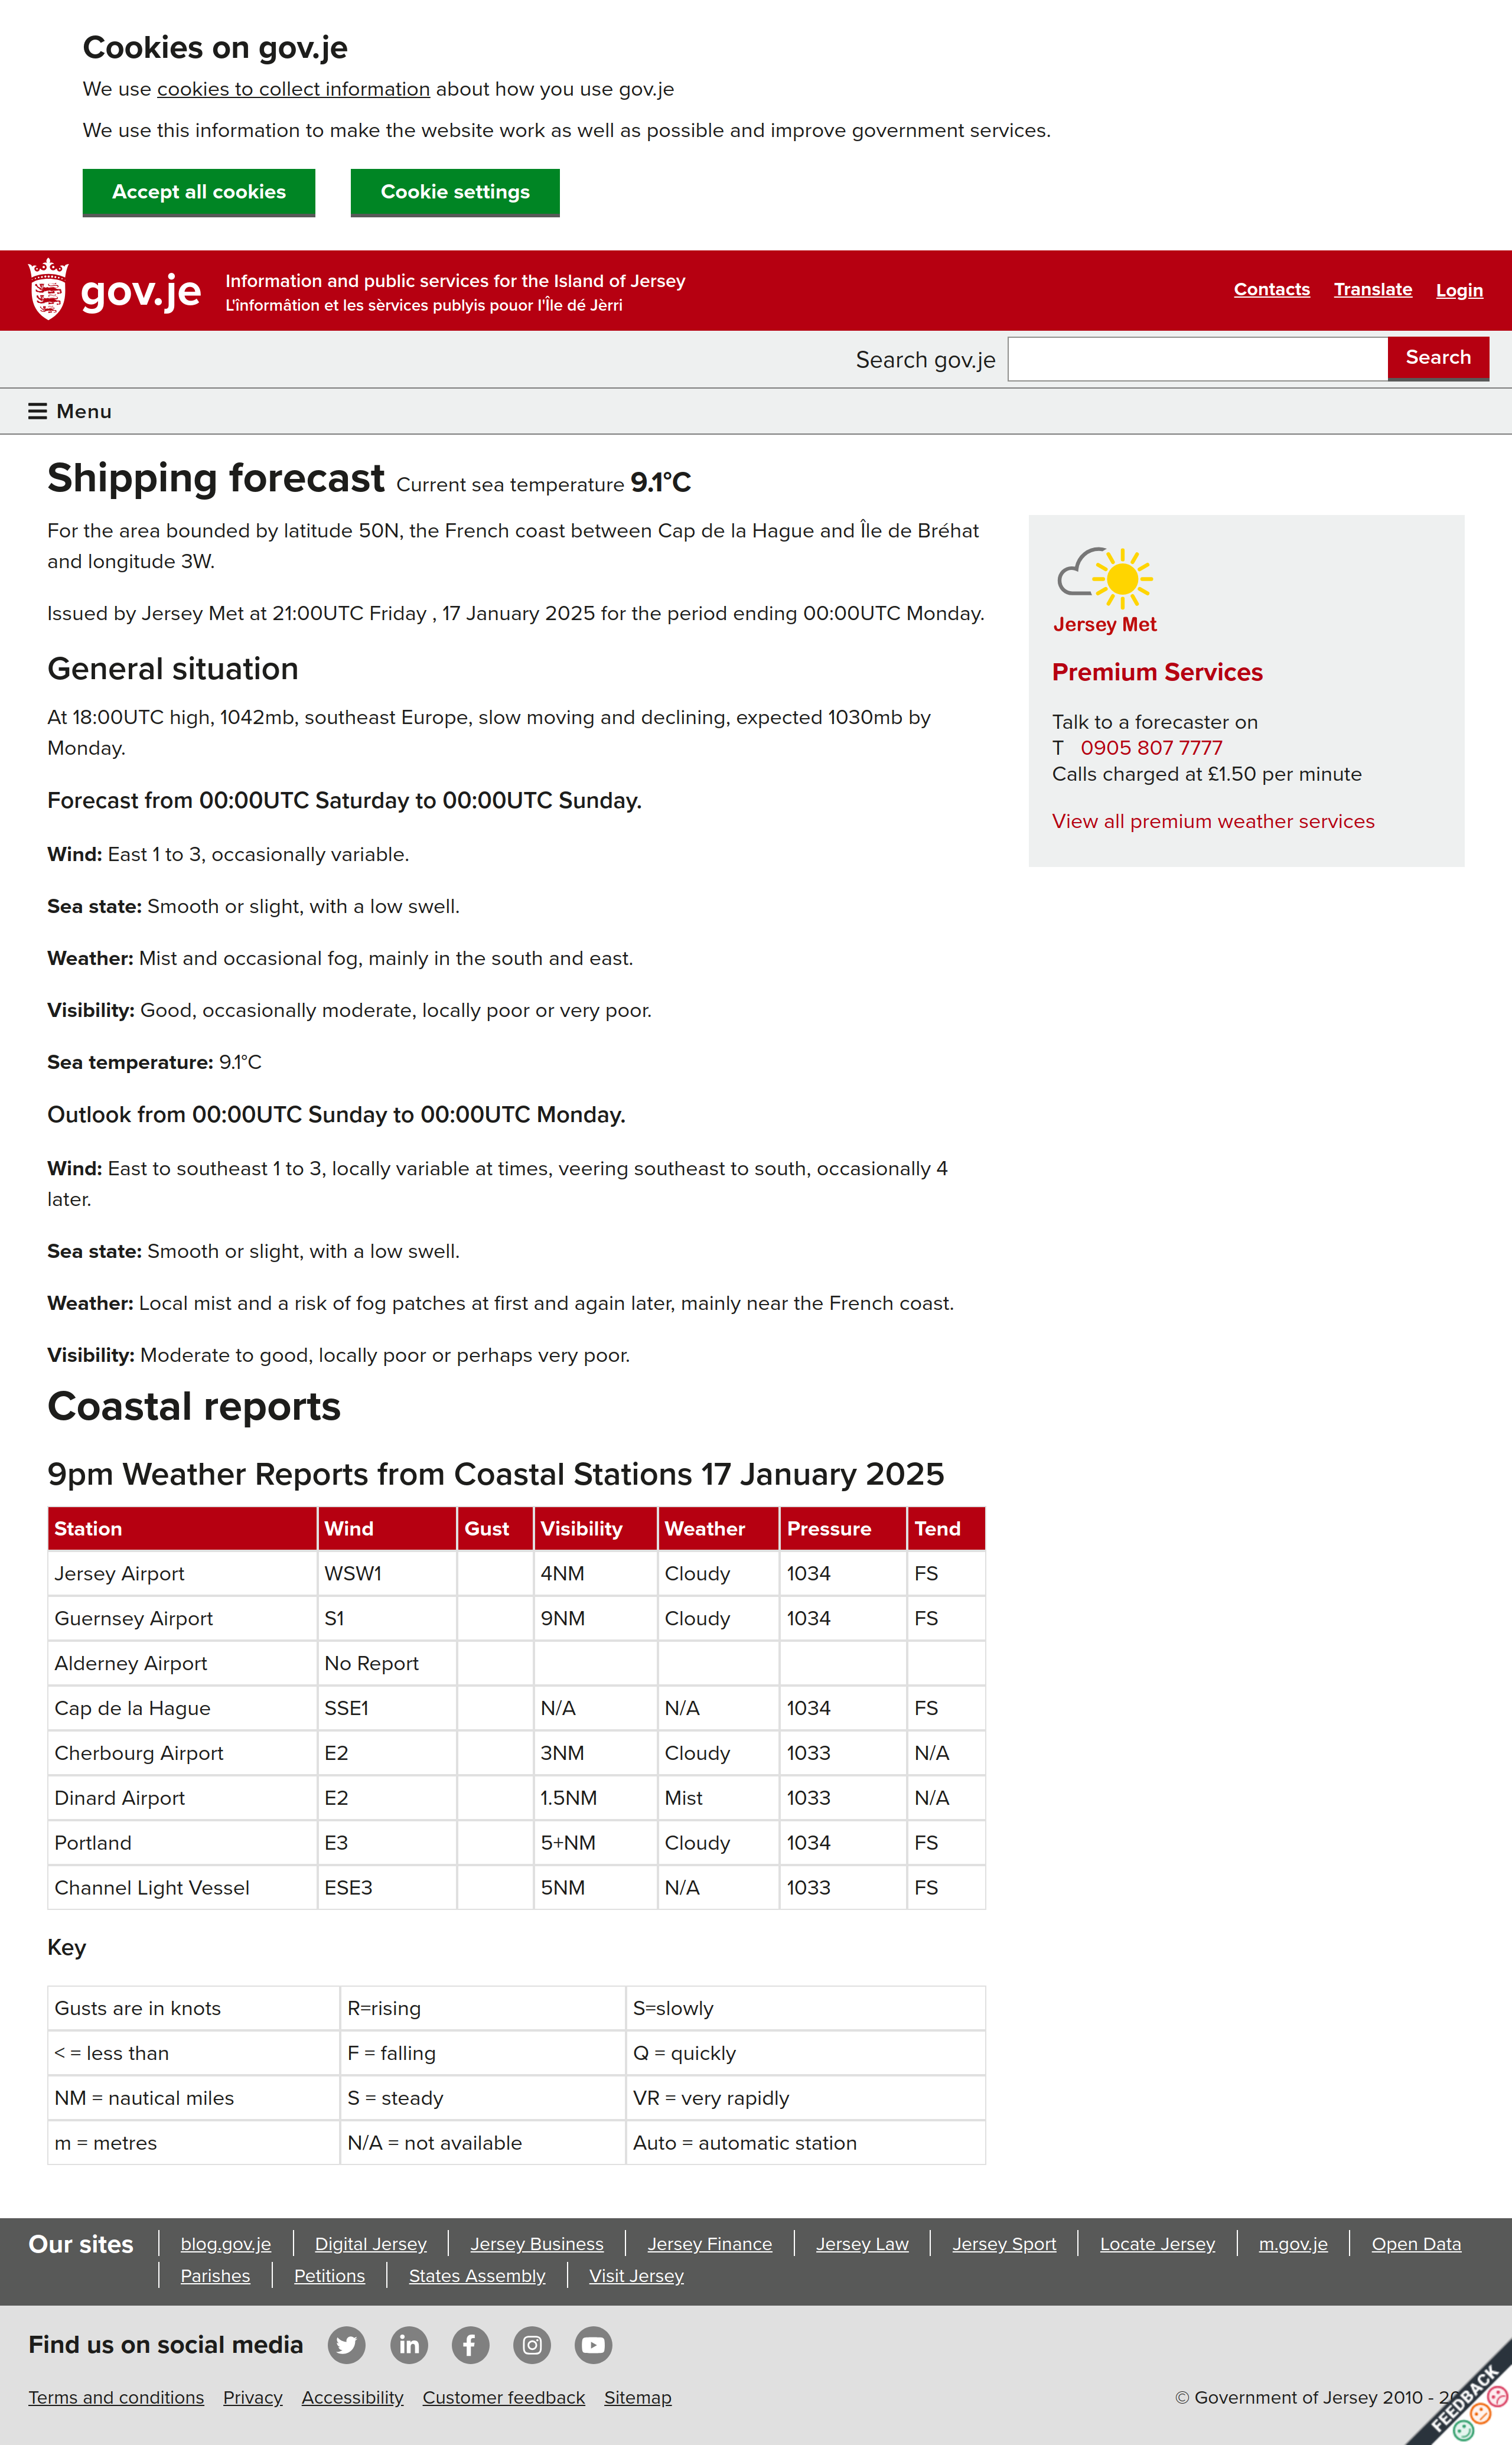 Cookies on gov.je
We use cookies to collect information about how you use gov.je
We use this information to make the website work as well as possible and improve government services.
Accept all cookies Cookie settings
gov.je
Information and public services for the Island of Jersey
L'înformâtion et les sèrvices publyis pouor I'Île dé Jèrri
Contacts Translate Login
Search gov.je Search
Menu
Shipping forecast Current sea temperature 9.1°C
For the area bounded by latitude 50N, the French coast between Cap de la Hague and Île de Bréhat
and longitude 3W.
Issued by Jersey Met at 21:00UTC Friday , 17 January 2025 for the period ending 00:00UTC Monday.
General situation
At 18:00UTC high, 1042mb, southeast Europe, slow moving and declining, expected 1030mb by
Monday.
Forecast from 00:00UTC Saturday to 00:00UTC Sunday.
Wind: East 1 to 3, occasionally variable.
Sea state: Smooth or slight, with a low swell.
Weather: Mist and occasional fog, mainly in the south and east.
Visibility: Good, occasionally moderate, locally poor or very poor.
Sea temperature: 9.1°C
Outlook from 00:00UTC Sunday to 00:00UTC Monday.
Wind: East to southeast 1 to 3, locally variable at times, veering southeast to south, occasionally 4
later.
Sea state: Smooth or slight, with a low swell.
Weather: Local mist and a risk of fog patches at first and again later, mainly near the French coast.
Visibility: Moderate to good, locally poor or perhaps very poor.
Jersey Met
Premium Services
Talk to a forecaster on
T 0905 807 7777
Calls charged at £1.50 per minute
View all premium weather services
Coastal reports
9pm Weather Reports from Coastal Stations 17 January 2025
Station Wind Gust Visibility Weather Pressure Tend
Jersey Airport WSW1 4NM Cloudy 1034 FS
Guernsey Airport S1 9NM Cloudy 1034 FS
Alderney Airport No Report
Cap de la Hague SSE1 N/A N/A 1034 FS
Cherbourg Airport E2 3NM Cloudy 1033 N/A
Dinard Airport E2 1.5NM Mist 1033 N/A
Portland E3 5+NM Cloudy 1034 FS
Channel Light Vessel ESE3 5NM N/A 1033 FS
Key
Gusts are in knots R=rising S=slowly
< = less than F = falling Q = quickly
NM = nautical miles S = steady VR = very rapidly
m = metres N/A = not available Auto = automatic station
Our sites blog.gov.je Digital Jersey Jersey Business Jersey Finance Jersey Law Jersey Sport Locate Jersey m.gov.je Open Data
Parishes Petitions States Assembly Visit Jersey
Find us on social media
Terms and conditions Privacy Accessibility Customer feedback Sitemap
© Government of Jersey 2010 -
FEEDBACK